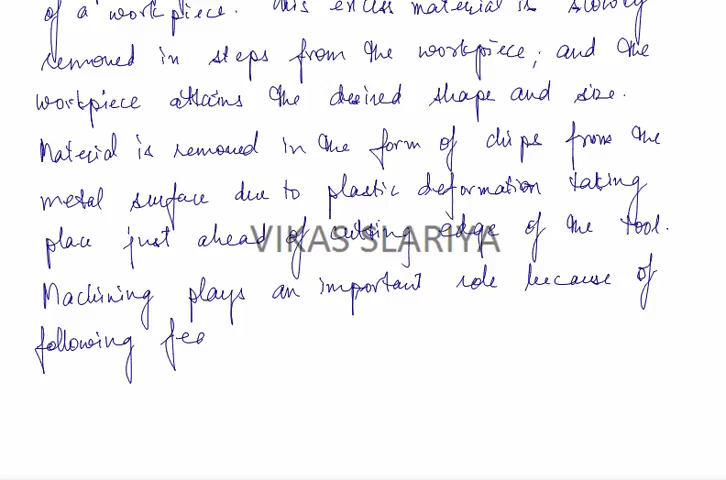 of a workpiece. This excess material is slowly
removed in steps from the workpiece, and the
workpiece attains the desired shape and size.
Material is removed in the form of chips from the
metal surface due to plastic deformation taking
place just ahead of cutting edge of the tool.
VIKAS SLARIYA
Machining plays an important role because of
following fea